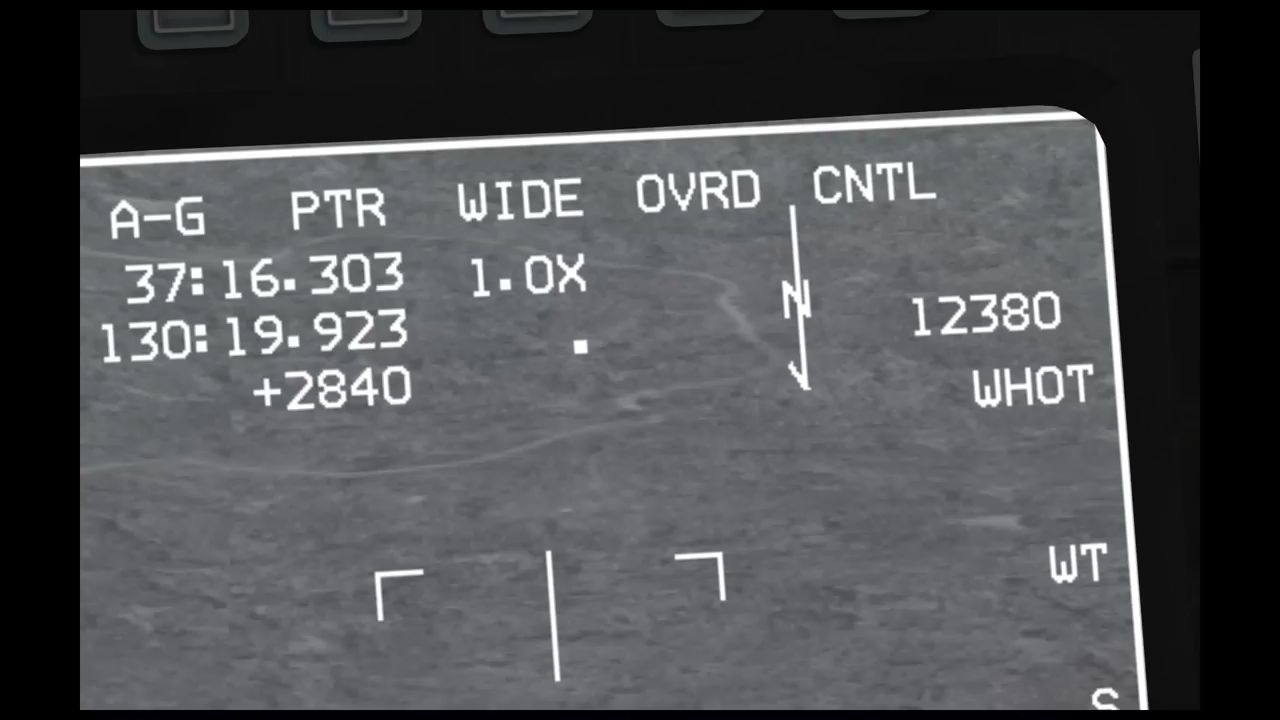 A-G PTR WIDE OVRD CNTL
37:16.303 1.0X
N
12380
130:19.923
+2840
WHOT
WT
S